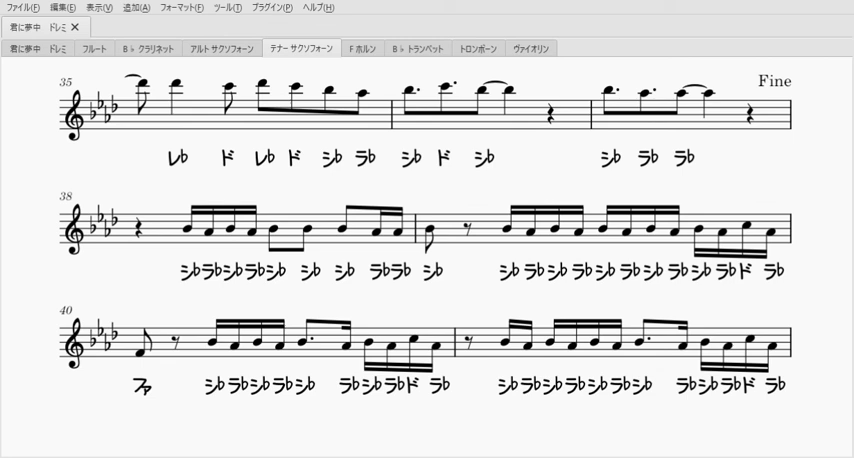 ファイル(F) 編集(E) 表示(V) 追加(A) フォーマット(F) ツール(T) プラグイン(P) ヘルプ(H)
君に夢中 ドレミ ✕
君に夢中 ドレミ フルート B♭ クラリネット アルト サクソフォーン テナー サクソフォーン F ホルン B♭ トランペット トロンボーン ヴァイオリン
35 Fine
レ♭ ド レ♭ ド シ♭ ラ♭ シ♭ ド シ♭ シ♭ ラ♭ ラ♭
38
シ♭ ラ♭ シ♭ ラ♭ シ♭ シ♭ シ♭ ラ♭ ラ♭ シ♭ シ♭ ラ♭ シ♭ ラ♭ シ♭ ラ♭ シ♭ ラ♭ シ♭ ラ♭ ド ラ♭
40
ファ シ♭ ラ♭ シ♭ ラ♭ シ♭ ラ♭ シ♭ ラ♭ ド ラ♭ シ♭ ラ♭ シ♭ ラ♭ シ♭ ラ♭ シ♭ ラ♭ シ♭ ラ♭ ド ラ♭